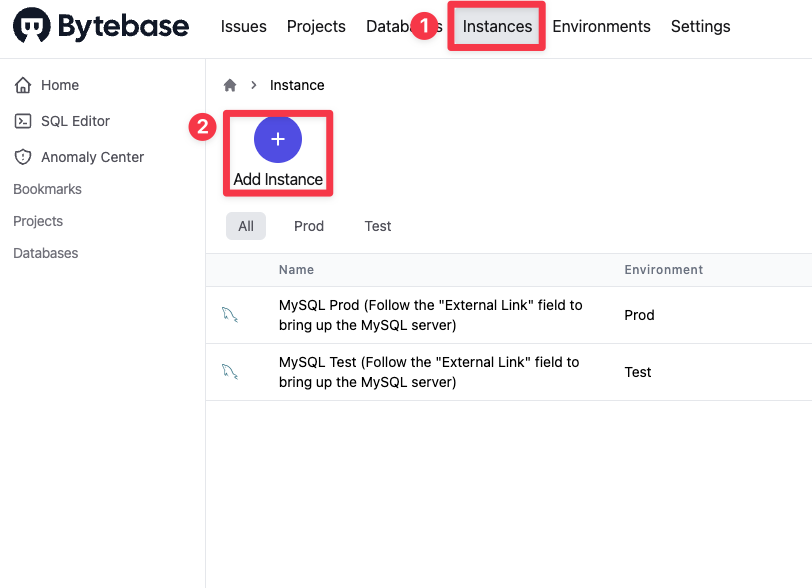 Bytebase
Issues Projects 1 Instances Environments Settings
Home
SQL Editor
Anomaly Center
Bookmarks
Projects
Databases
Instance
2
+
Add Instance
All Prod Test
Name Environment
MySQL Prod (Follow the "External Link" field to
bring up the MySQL server)
Prod
MySQL Test (Follow the "External Link" field to
bring up the MySQL server)
Test